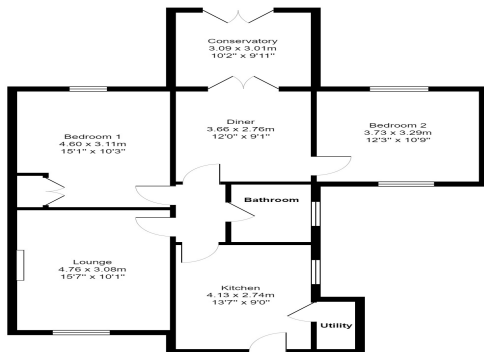 Conservatory
3.09 x 3.01m
10'2" x 9'11"
Diner
3.66 x 2.76m
12'0" x 9'1"
Bedroom 1
4.60 x 3.11m
15'1" x 10'3"
Bedroom 2
3.73 x 3.29m
12'3" x 10'9"
Bathroom
Lounge
4.76 x 3.08m
15'7" x 10'1"
Kitchen
4.13 x 2.74m
13'7" x 9'0"
Utility